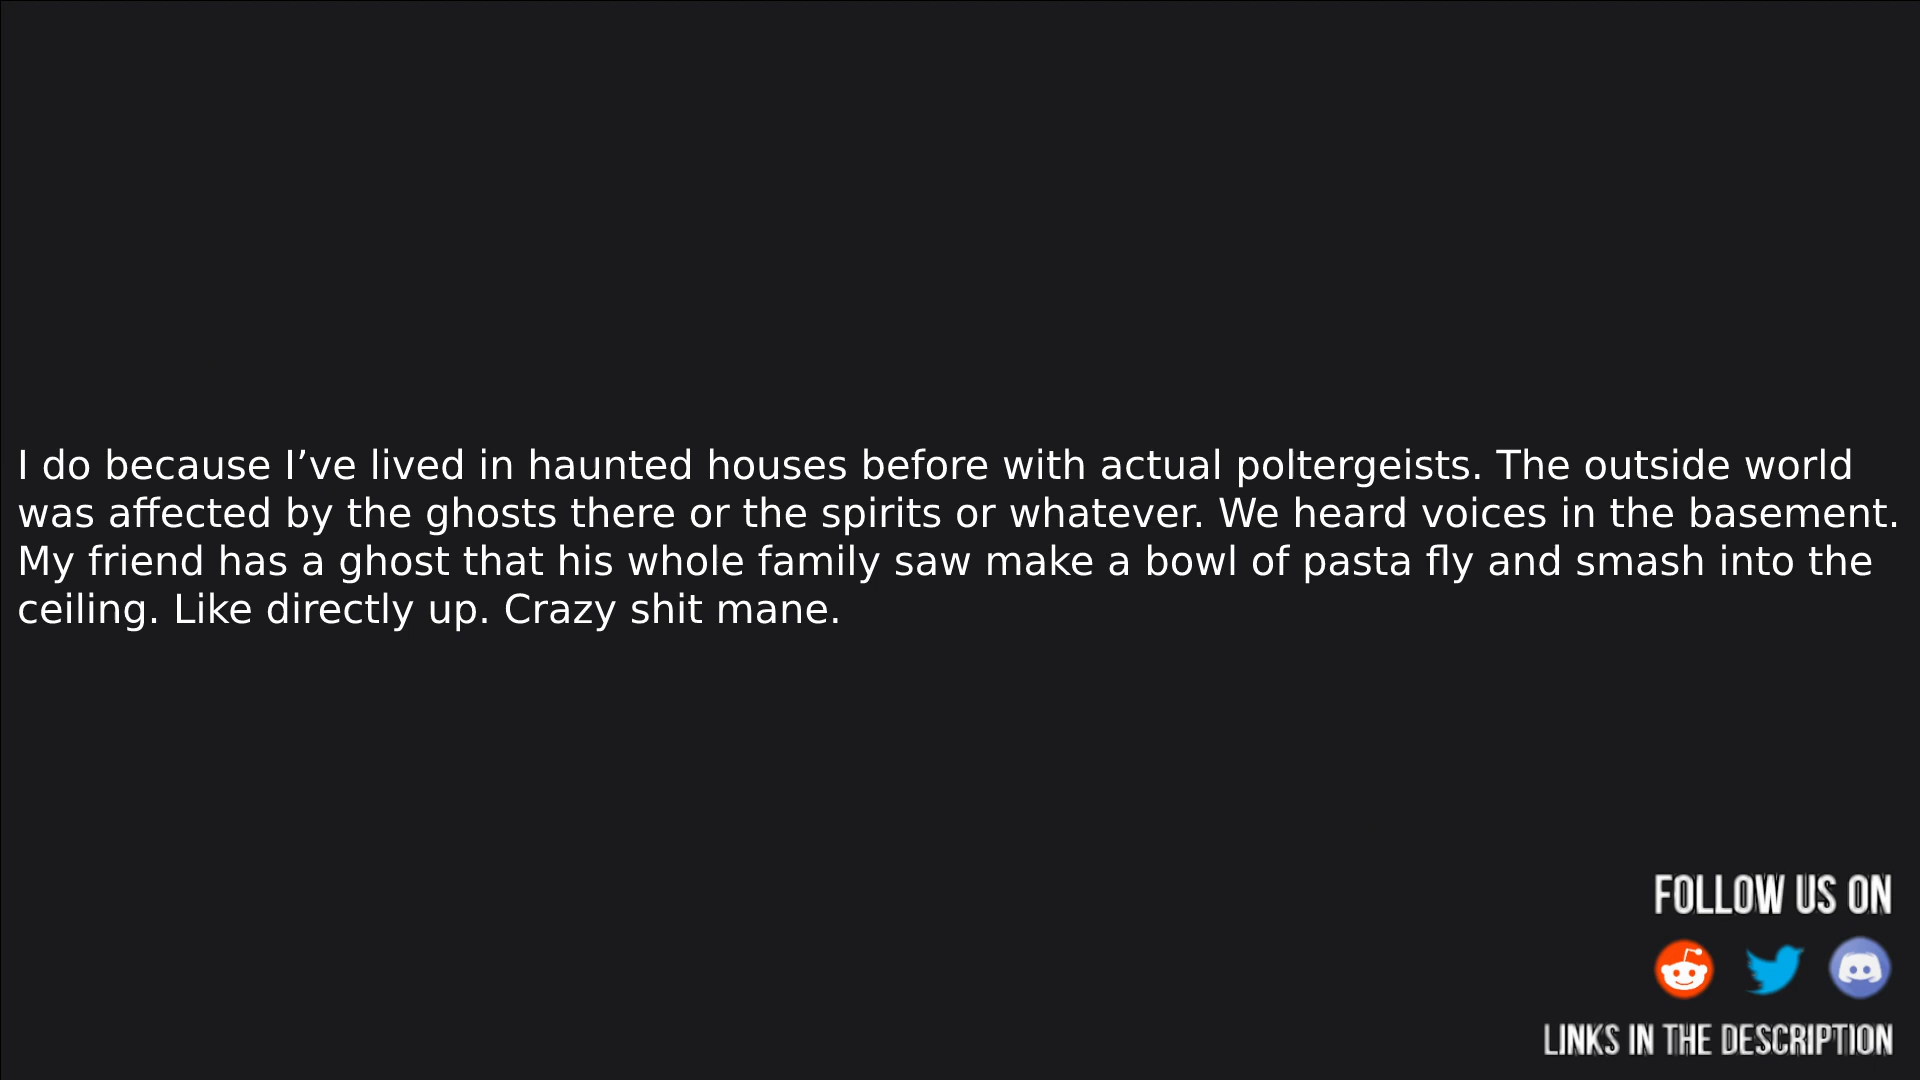 I do because I’ve lived in haunted houses before with actual poltergeists. The outside world
was affected by the ghosts there or the spirits or whatever. We heard voices in the basement.
My friend has a ghost that his whole family saw make a bowl of pasta fly and smash into the
ceiling. Like directly up. Crazy shit mane.
FOLLOW US ON
LINKS IN THE DESCRIPTION